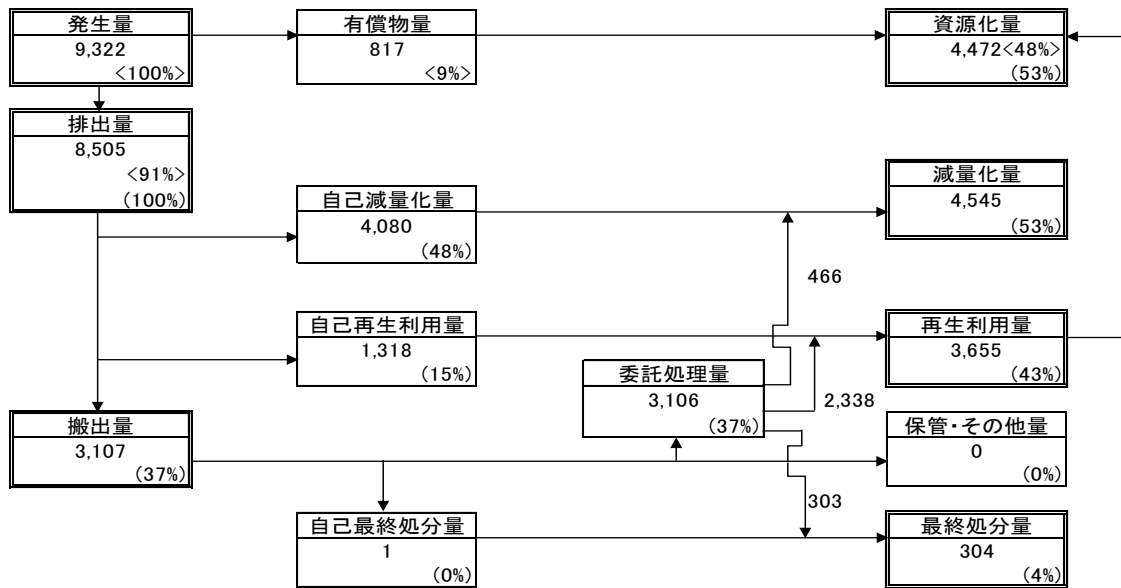 発生量
9,322
<100%>
有償物量
817
<9%>
資源化量
4,472<48%>
(53%)
排出量
8,505
<91%>
(100%)
自己減量化量
4,080
(48%)
減量化量
4,545
(53%)
466
自己再生利用量
1,318
(15%)
再生利用量
3,655
(43%)
委託処理量
3,106
(37%)
2,338
搬出量
3,107
(37%)
保管・その他量
0
(0%)
303
自己最終処分量
1
(0%)
最終処分量
304
(4%)